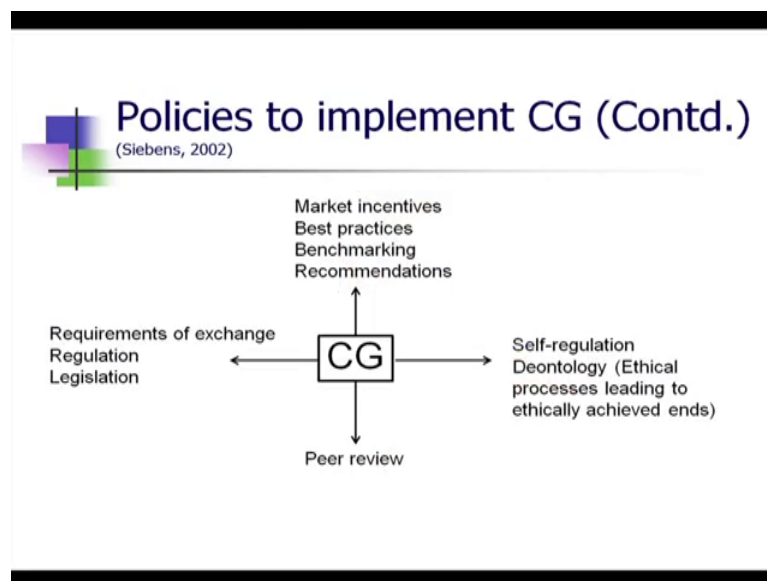 Policies to implement CG (Contd.)
(Siebens, 2002)
Market incentives
Best practices
Benchmarking
Recommendations
Requirements of exchange
Regulation
Legislation
CG
Self-regulation
Deontology (Ethical
processes leading to
ethically achieved ends)
Peer review